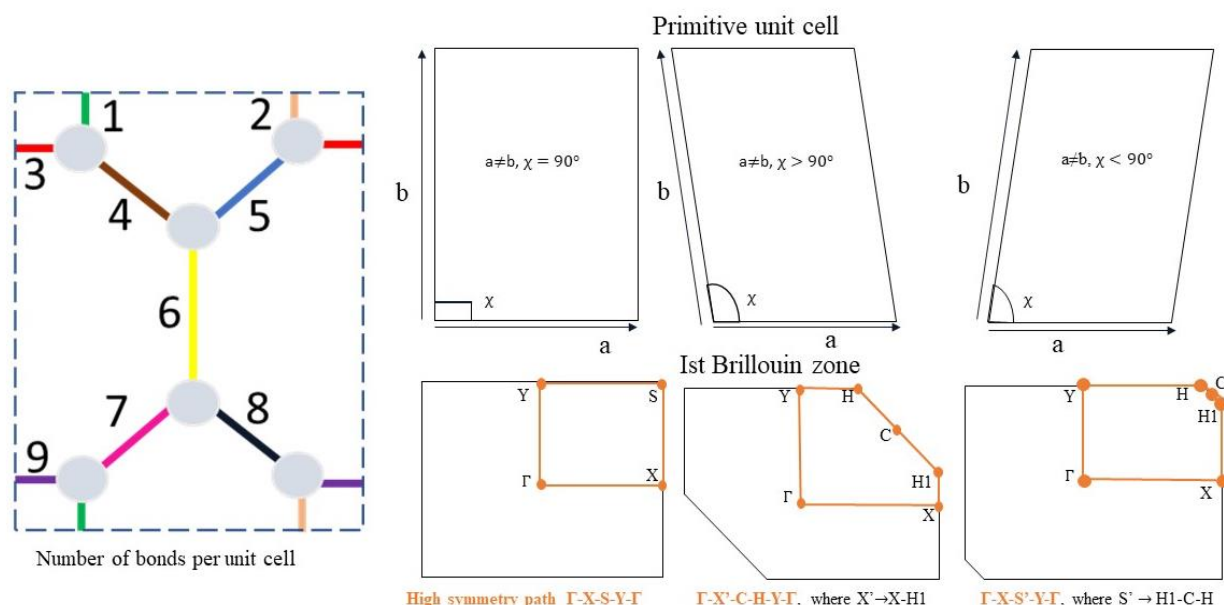 Primitive unit cell
1
2
3
4
5
6
7
8
9
Number of bonds per unit cell
b
a≠b, χ = 90°
χ
a
b
a≠b, χ > 90°
χ
a
b
a≠b, χ < 90°
χ
a
Ist Brillouin zone
Y
S
Γ
X
Y
H
C
H1
Γ
X
Y
H
C
H1
Γ
X
High symmetry path Γ-X-S-Y-Γ
Γ-X'-C-H-Y-Γ, where X'→X-H1
Γ-X-S'-Y-Γ, where S' → H1-C-H